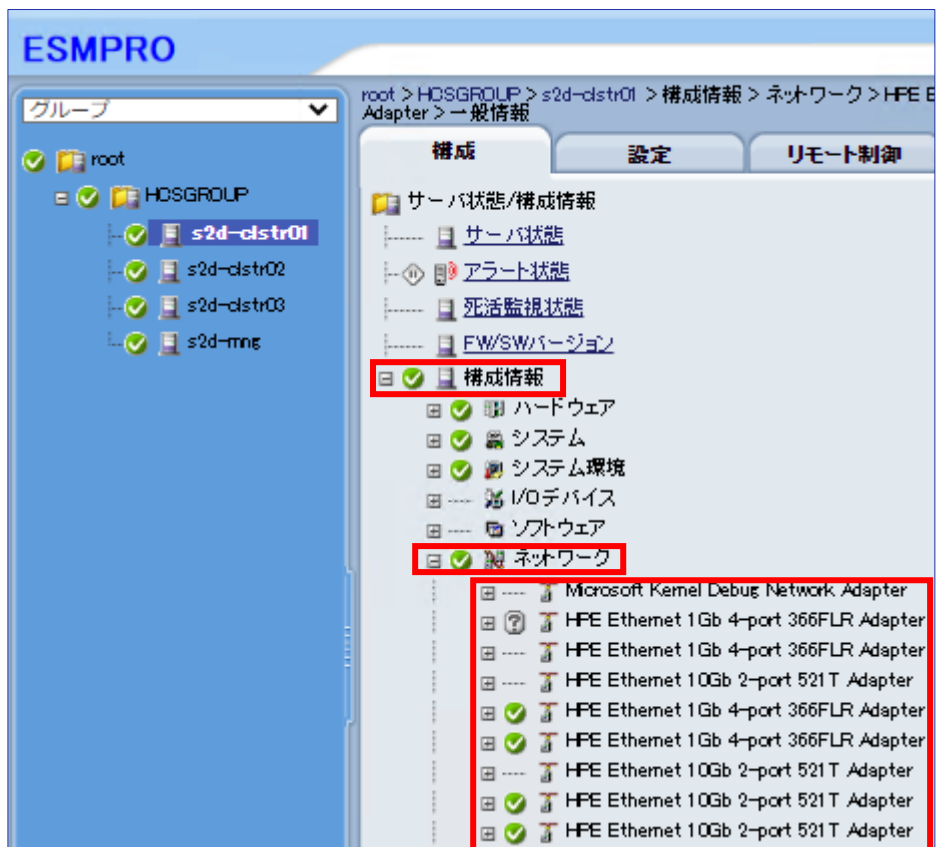 ESMPRO
グループ
root
HCSGROUP
s2d-clstr01
s2d-clstr02
s2d-clstr03
s2d-mng
root > HCSGROUP > s2d-clstr01 > 構成情報 > ネットワーク > HPE E
Adapter > 一般情報
構成
設定
リモート制御
サーバ状態/構成情報
サーバ状態
アラート状態
死活監視状態
FW/SWバージョン
構成情報
ハードウェア
システム
システム環境
I/Oデバイス
ソフトウェア
ネットワーク
Microsoft Kernel Debug Network Adapter
HPE Ethernet 1Gb 4-port 366FLR Adapter
HPE Ethernet 1Gb 4-port 366FLR Adapter
HPE Ethernet 10Gb 2-port 521T Adapter
HPE Ethernet 1Gb 4-port 366FLR Adapter
HPE Ethernet 1Gb 4-port 366FLR Adapter
HPE Ethernet 10Gb 2-port 521T Adapter
HPE Ethernet 10Gb 2-port 521T Adapter
HPE Ethernet 10Gb 2-port 521T Adapter